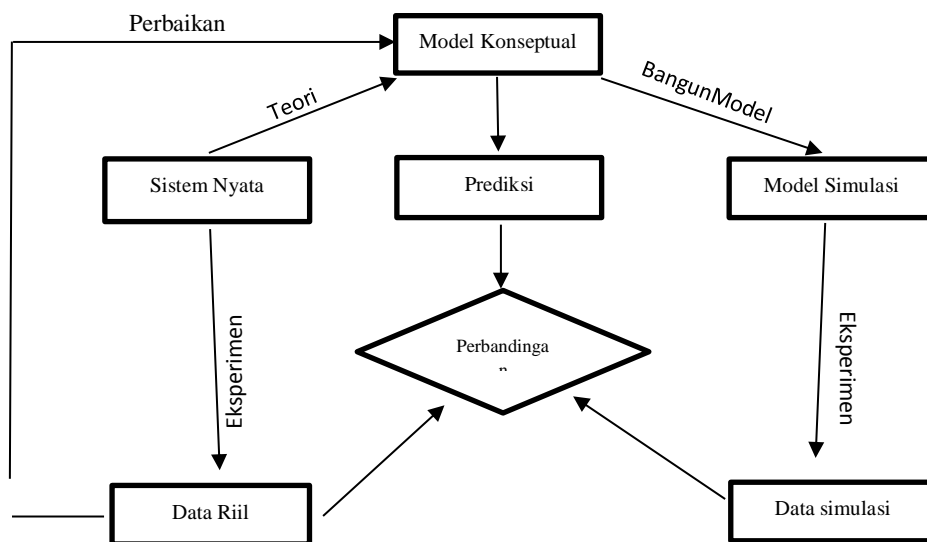 Perbaikan
Model Konseptual
Teori
BangunModel
Sistem Nyata
Prediksi
Model Simulasi
Eksperimen
Perbandinga
n
Eksperimen
Data Riil
Data simulasi